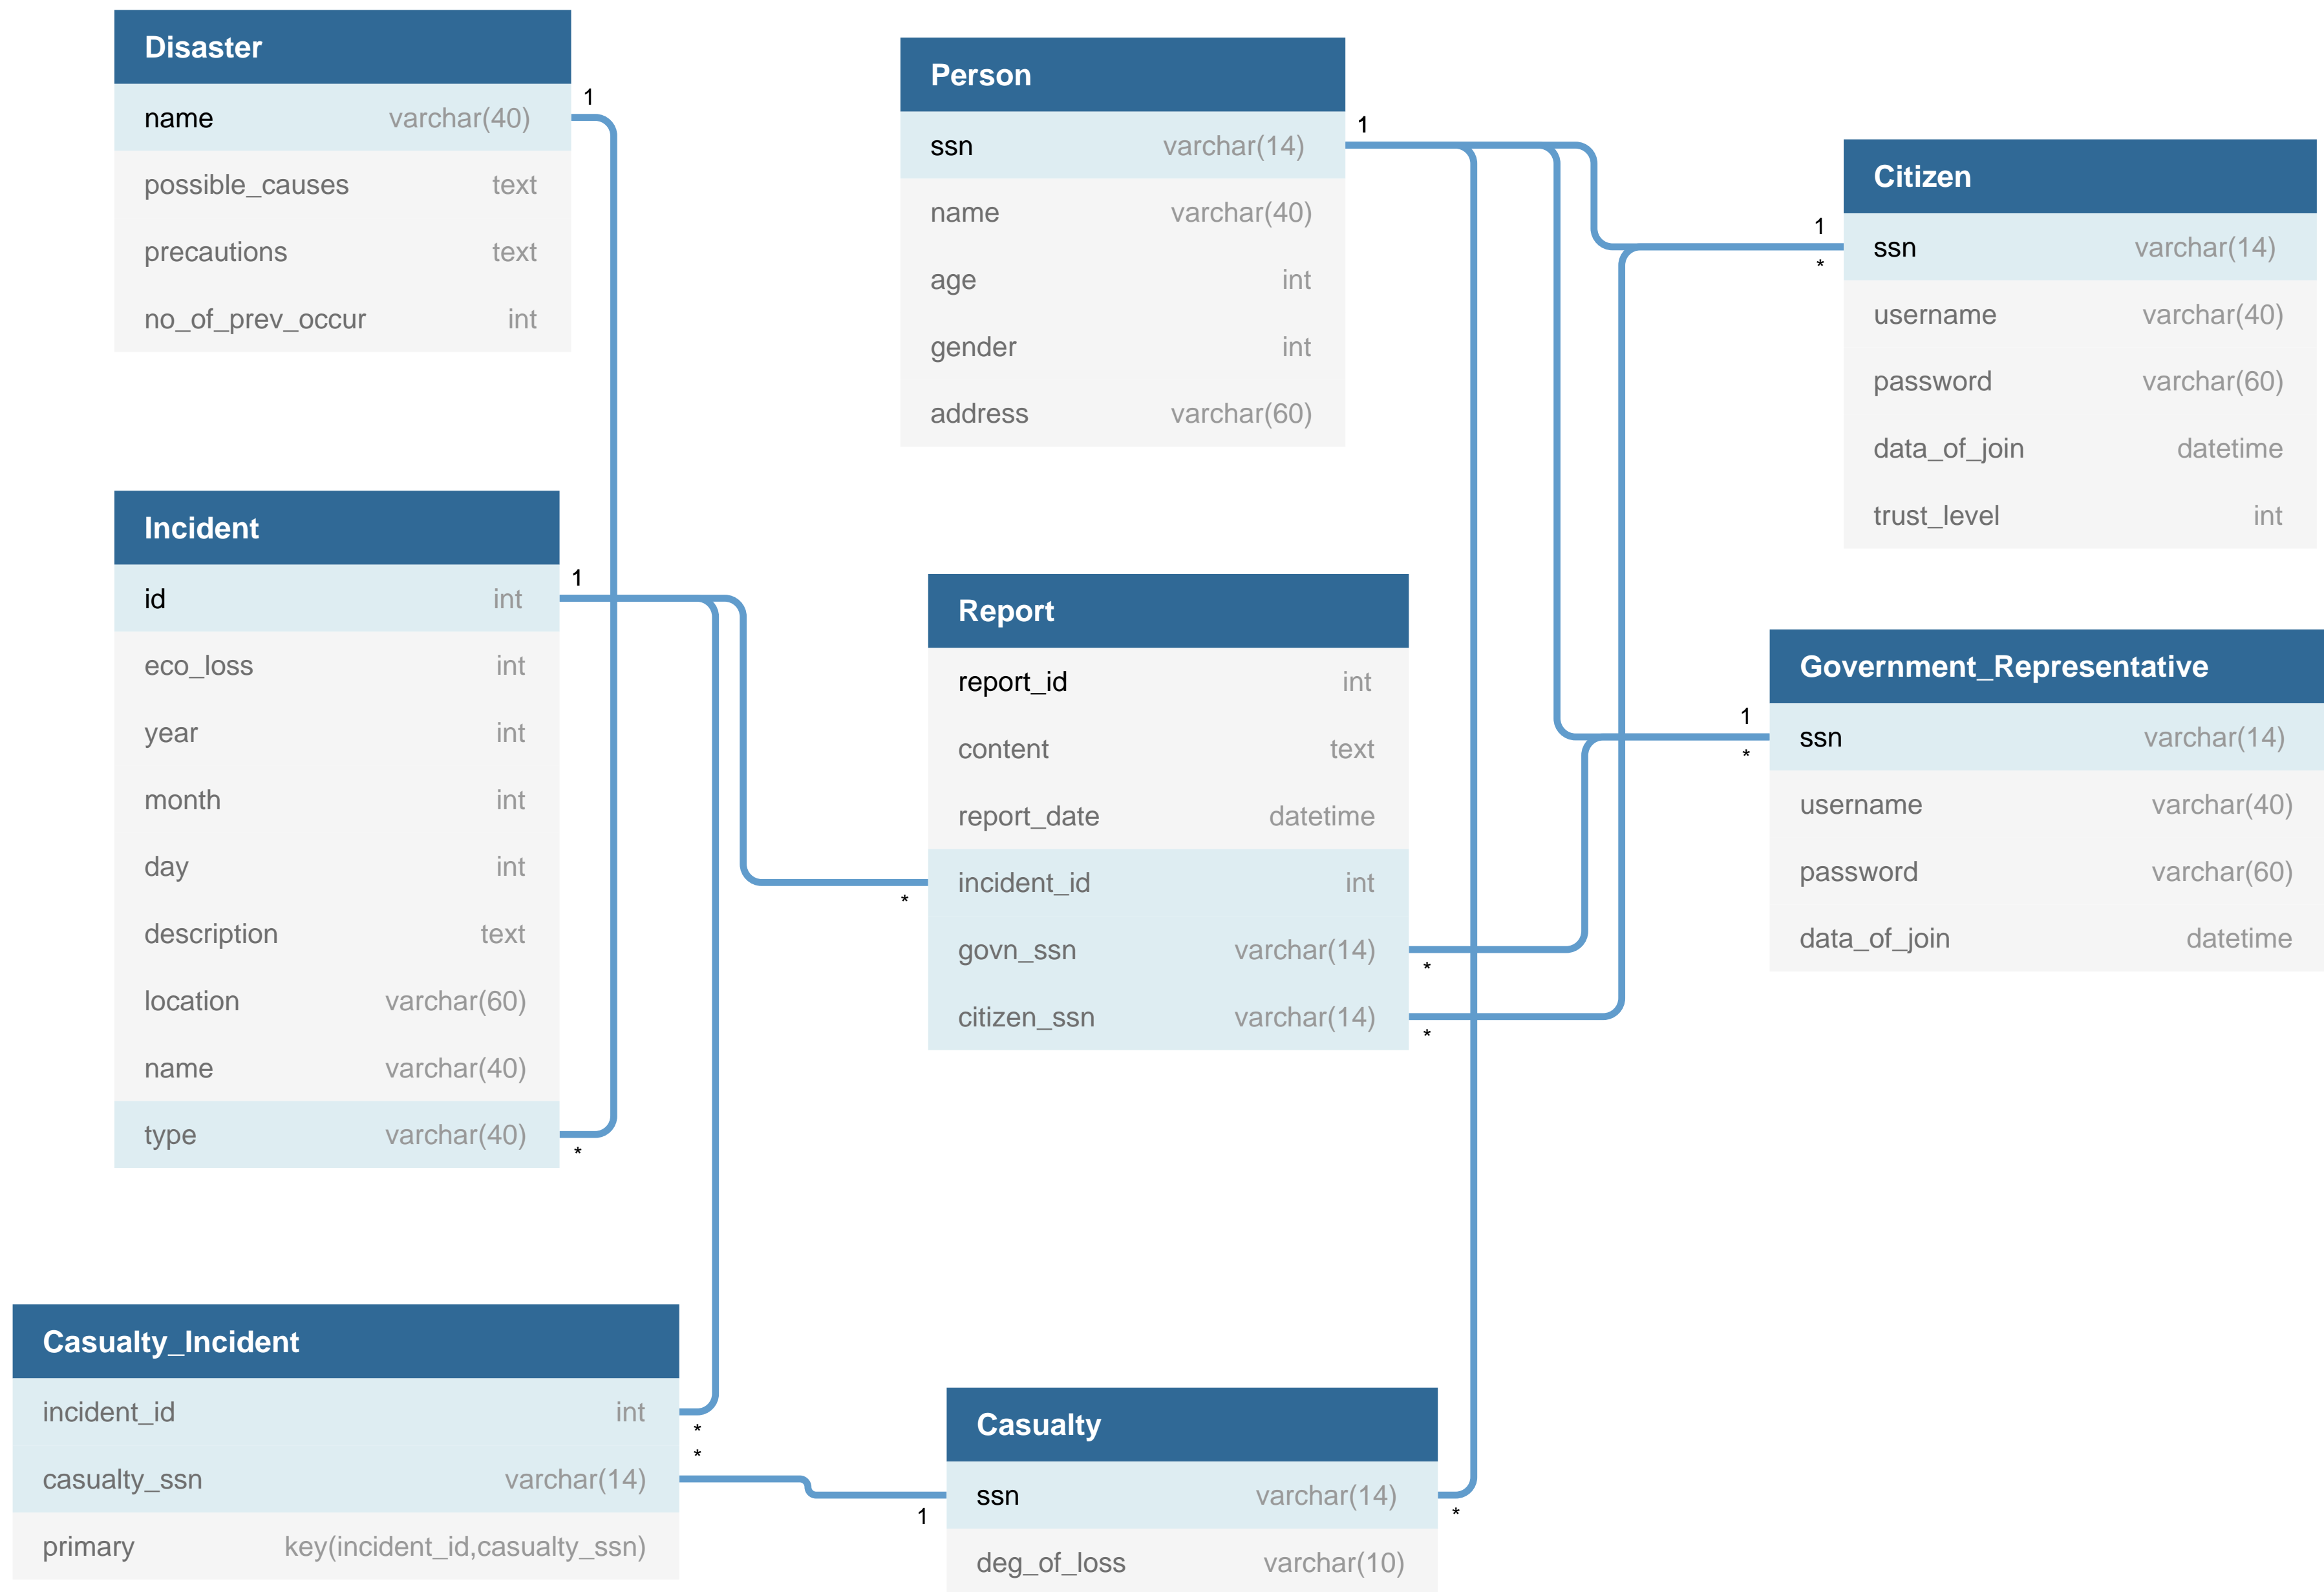 Disaster
name varchar(40)
possible_causes text
precautions text
no_of_prev_occur int
1
Person
ssn varchar(14)
name varchar(40)
age int
gender int
address varchar(60)
1
Citizen
ssn varchar(14)
username varchar(40)
password varchar(60)
data_of_join datetime
trust_level int
1
*
Incident
id int
eco_loss int
year int
month int
day int
description text
location varchar(60)
name varchar(40)
type varchar(40)
1
*
Report
report_id int
content text
report_date datetime
incident_id int
govn_ssn varchar(14)
citizen_ssn varchar(14)
*
*
*
Government_Representative
ssn varchar(14)
username varchar(40)
password varchar(60)
data_of_join datetime
1
*
Casualty_Incident
incident_id int
casualty_ssn varchar(14)
primary key(incident_id,casualty_ssn)
*
*
Casualty
ssn varchar(14)
deg_of_loss varchar(10)
1
*